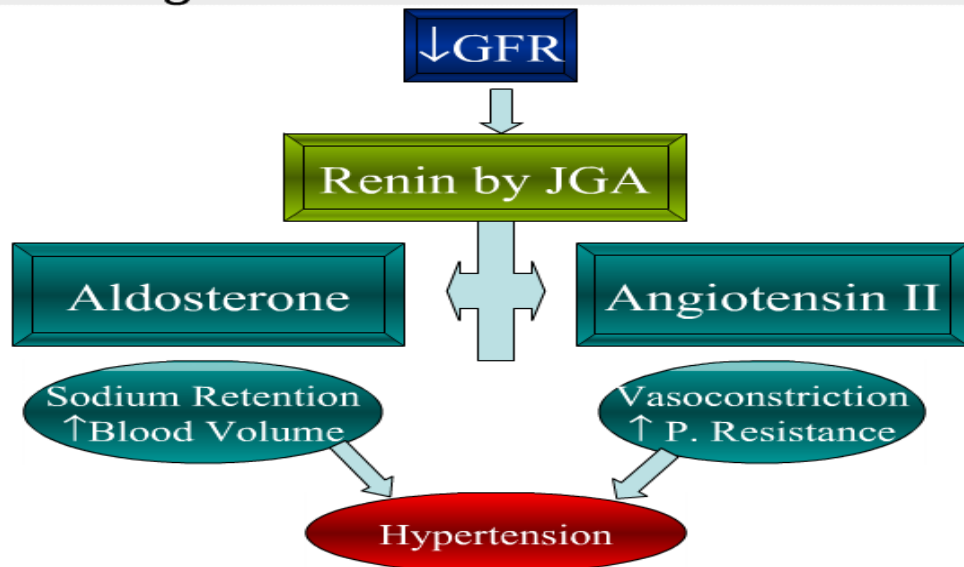 ↓GFR
Renin by JGA
Aldosterone
Angiotensin II
Sodium Retention
↑Blood Volume
Vasoconstriction
↑ P. Resistance
Hypertension